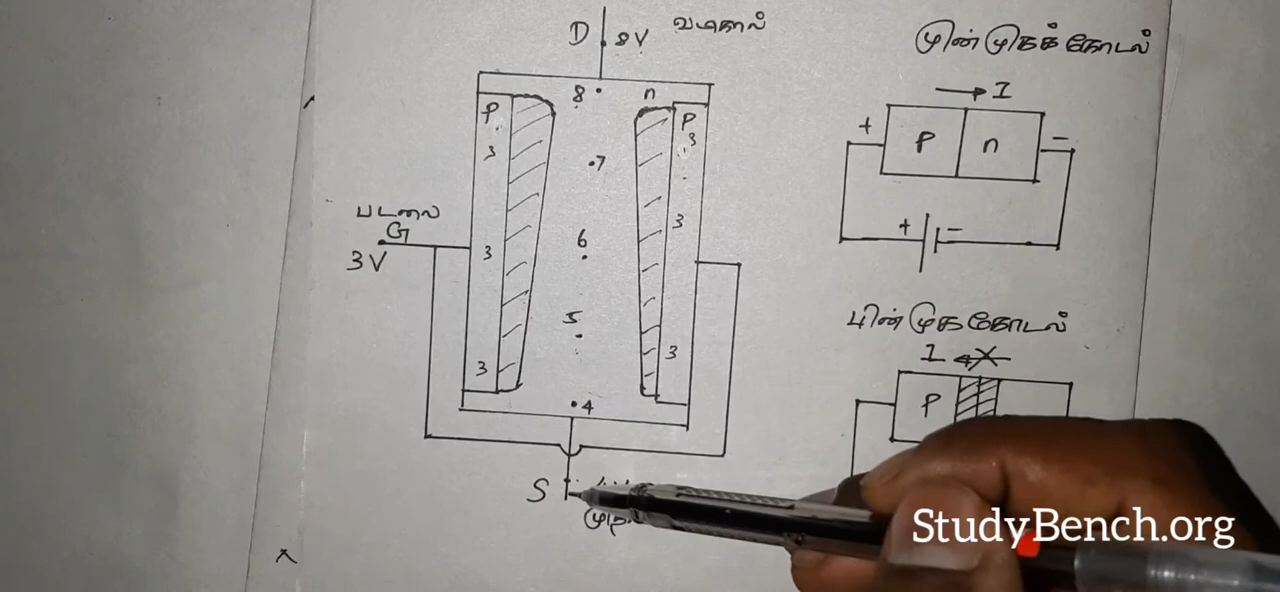 D 8V வடிகால்
8 n
P P
3 3
7
படலை
G
3V
3 6 3
5
3 3
4
S
முன்முகக்கோடல்
I
+ P n -
+ -
பின்முககோடல்
I
P
StudyBench.org